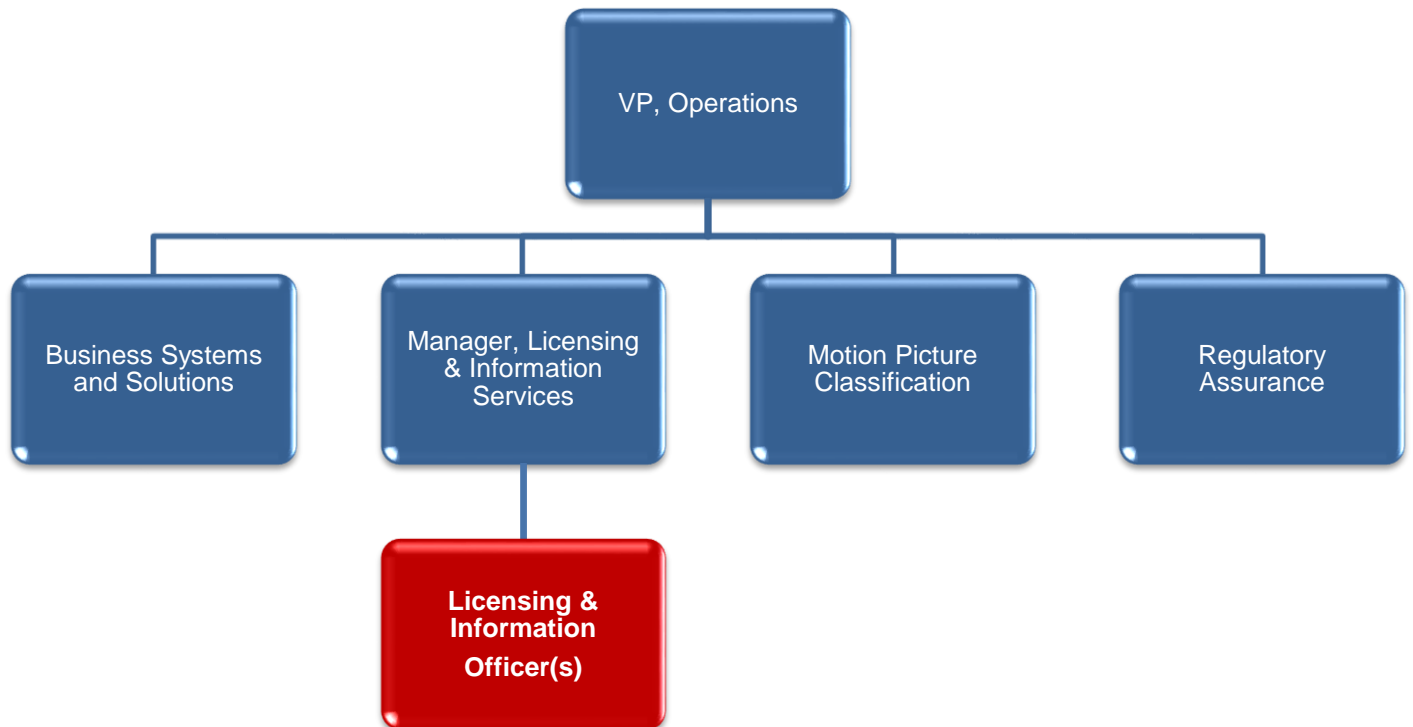 VP, Operations
Business Systems
and Solutions
Manager, Licensing
& Information
Services
Motion Picture
Classification
Regulatory
Assurance
Licensing &
Information
Officer(s)